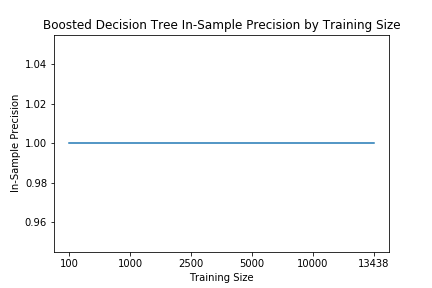 Boosted Decision Tree In-Sample Precision by Training Size
1.04
1.02
1.00
0.98
0.96
In-Sample Precision
100 1000 2500 5000 10000 13438
Training Size